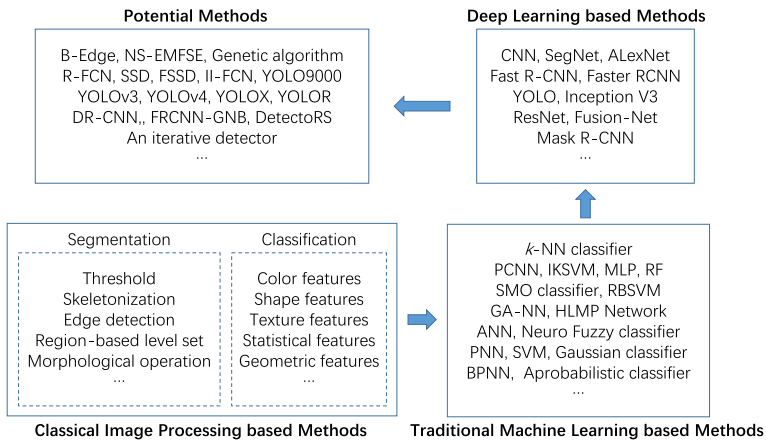 Potential Methods
B-Edge, NS-EMFSE, Genetic algorithm
R-FCN, SSD, FSSD, II-FCN, YOLO9000
YOLOv3, YOLOv4, YOLOX, YOLOR
DR-CNN,, FRCNN-GNB, DetectoRS
An iterative detector
...
Deep Learning based Methods
CNN, SegNet, ALexNet
Fast R-CNN, Faster RCNN
YOLO, Inception V3
ResNet, Fusion-Net
Mask R-CNN
...
Segmentation
Threshold
Skeletonization
Edge detection
Region-based level set
Morphological operation
...
Classification
Color features
Shape features
Texture features
Statistical features
Geometric features
...
Classical Image Processing based Methods
k-NN classifier
PCNN, IKSVM, MLP, RF
SMO classifier, RBSVM
GA-NN, HLMP Network
ANN, Neuro Fuzzy classifier
PNN, SVM, Gaussian classifier
BPNN, Aprobabilistic classifier
...
Traditional Machine Learning based Methods